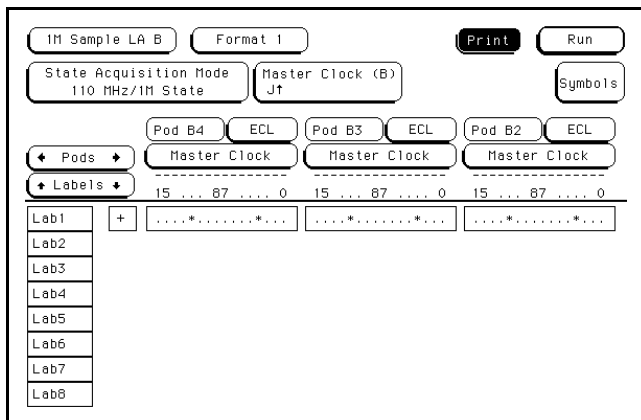 1M Sample LA B Format 1 Print Run
State Acquisition Mode
110 MHz/1M State
Master Clock (B)
J↑
Symbols
Pod B4 ECL Pod B3 ECL Pod B2 ECL
← Pods → Master Clock Master Clock Master Clock
↑ Labels ↓
15 ... 87 .... 0 15 ... 87 .... 0 15 ... 87 .... 0
Lab1 + ....*.......*... ....*.......*... ....*.......*...
Lab2
Lab3
Lab4
Lab5
Lab6
Lab7
Lab8